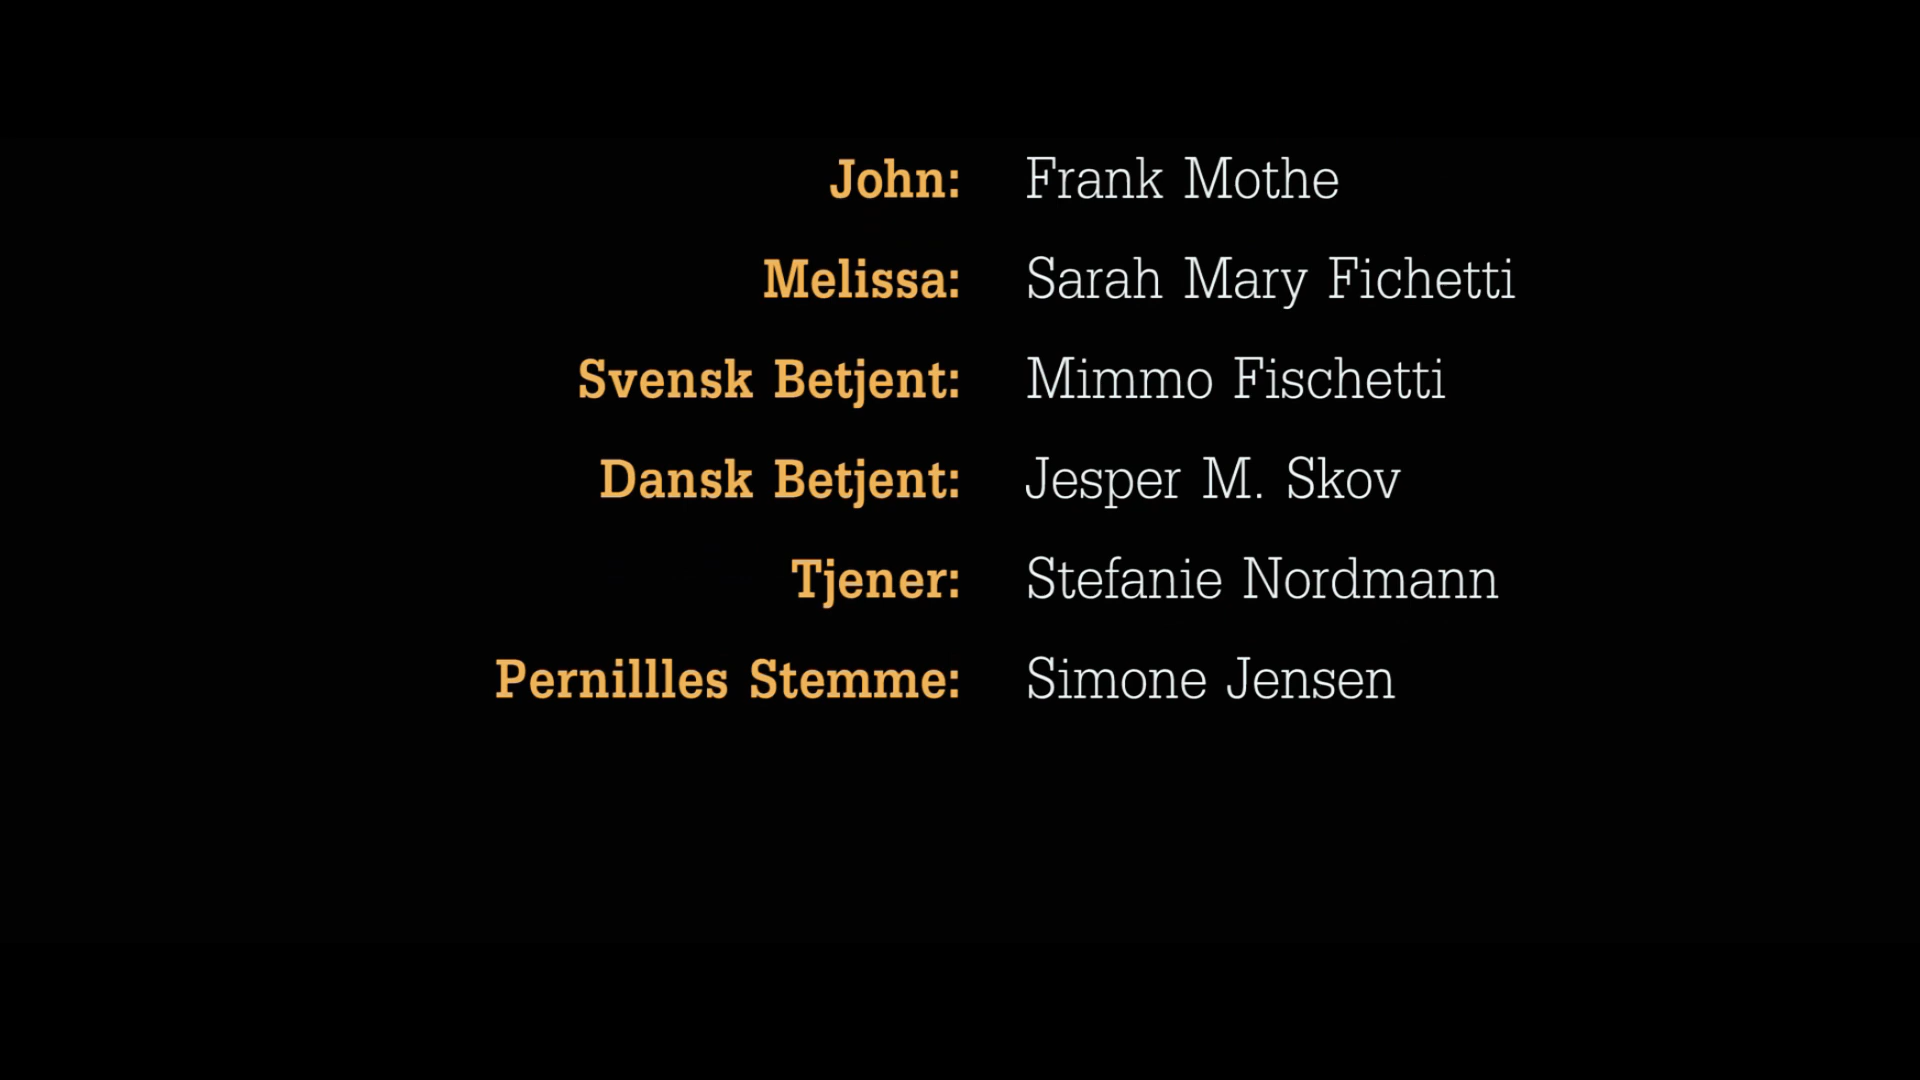 John: Frank Mothe
Melissa: Sarah Mary Fichetti
Svensk Betjent: Mimmo Fischetti
Dansk Betjent: Jesper M. Skov
Tjener: Stefanie Nordmann
Pernillles Stemme: Simone Jensen